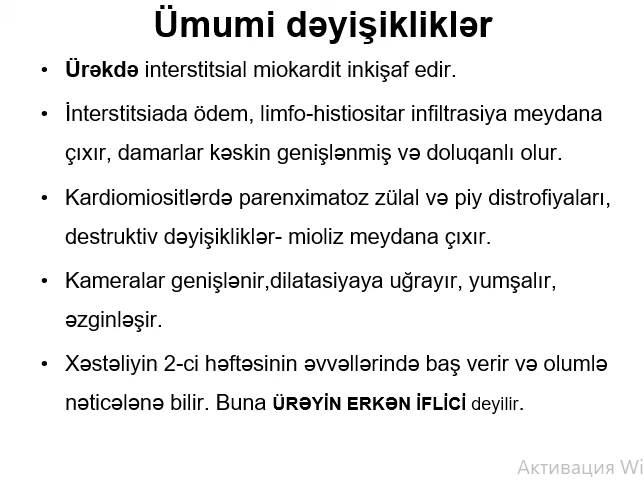 Ümumi dəyişikliklər
• Ürəkdə interstitsial miokardit inkişaf edir.
• İnterstitsiada ödem, limfo-histiositar infiltrasiya meydana
çıxır, damarlar kəskin genişlənmiş və doluqanlı olur.
• Kardiomiositlərdə parenximatoz zülal və piy distrofiyaları,
destruktiv dəyişikliklər- mioliz meydana çıxır.
• Kameralar genişlənir,dilatasiyaya uğrayır, yumşalır,
əzginləşir.
• Xəstəliyin 2-ci həftəsinin əvvəllərində baş verir və olumlə
nəticələnə bilir. Buna ÜRƏYİN ERKƏN İFLİCİ deyilir.
Активация Wi